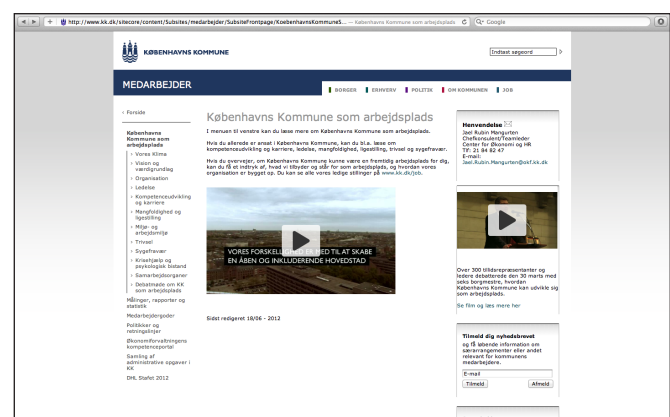 http://www.kk.dk/sitecore/content/Subsites/medarbejder/SubsiteFrontpage/KoebenhavnsKommuneS... — Københavns Kommune som arbejdsplads
Google
KØBENHAVNS KOMMUNE
Indtast søgeord
MEDARBEJDER
BORGER
ERHVERV
POLITIK
OM KOMMUNEN
JOB
‹ Forside
Københavns
Kommune som
arbejdsplads
› Vores Klima
› Vision og
værdigrundlag
› Organisation
› Ledelse
› Kompetenceudvikling
og karriere
› Mangfoldighed og
ligestilling
› Miljø- og
arbejdsmiljø
› Trivsel
› Sygefravær
› Krisehjælp og
psykologisk bistand
› Samarbejdsorganer
› Debatmøde om KK
som arbejdsplads
Målinger, rapporter og
statistik
Medarbejdergoder
Politikker og
retningslinjer
Økonomiforvaltningens
kompetenceportal
Samling af
administrative opgaver i
KK
DHL Stafet 2012
Københavns Kommune som arbejdsplads
I menuen til venstre kan du læse mere om Københavns Kommune som arbejdsplads.
Hvis du allerede er ansat i Københavns Kommune, kan du bl.a. læse om
kompetenceudvikling og karriere, ledelse, mangfoldighed, ligestilling, trivsel og sygefravær.
Hvis du overvejer, om Københavns Kommune kunne være en fremtidig arbejdsplads for dig,
kan du få et indtryk af, hvad vi tilbyder og står for som arbejdsplads, og hvordan vores
organisation er bygget op. Du kan se alle vores ledige stillinger på www.kk.dk/job.
VORES FORSKELLIGHED ER MED TIL AT SKABE
EN ÅBEN OG INKLUDERENDE HOVEDSTAD
Sidst redigeret 18/06 - 2012
Henvendelse
Jael Rubin Mangurten
Chefkonsulent/Teamleder
Center for Økonomi og HR
Tlf: 21 84 82 47
E-mail:
Jael.Rubin.Mangurten@okf.kk.dk
Over 300 tillidsrepræsentanter og
ledere debatterede den 30 marts med
seks borgmestre, hvordan
Københavns Kommune kan udvikle sig
som arbejdsplads.
Se film og læs mere her
Tilmeld dig nyhedsbrevet
og få løbende information om
særarrangementer eller andet
relevant for kommunens
medarbejdere.
E-mail
Tilmeld
Afmeld